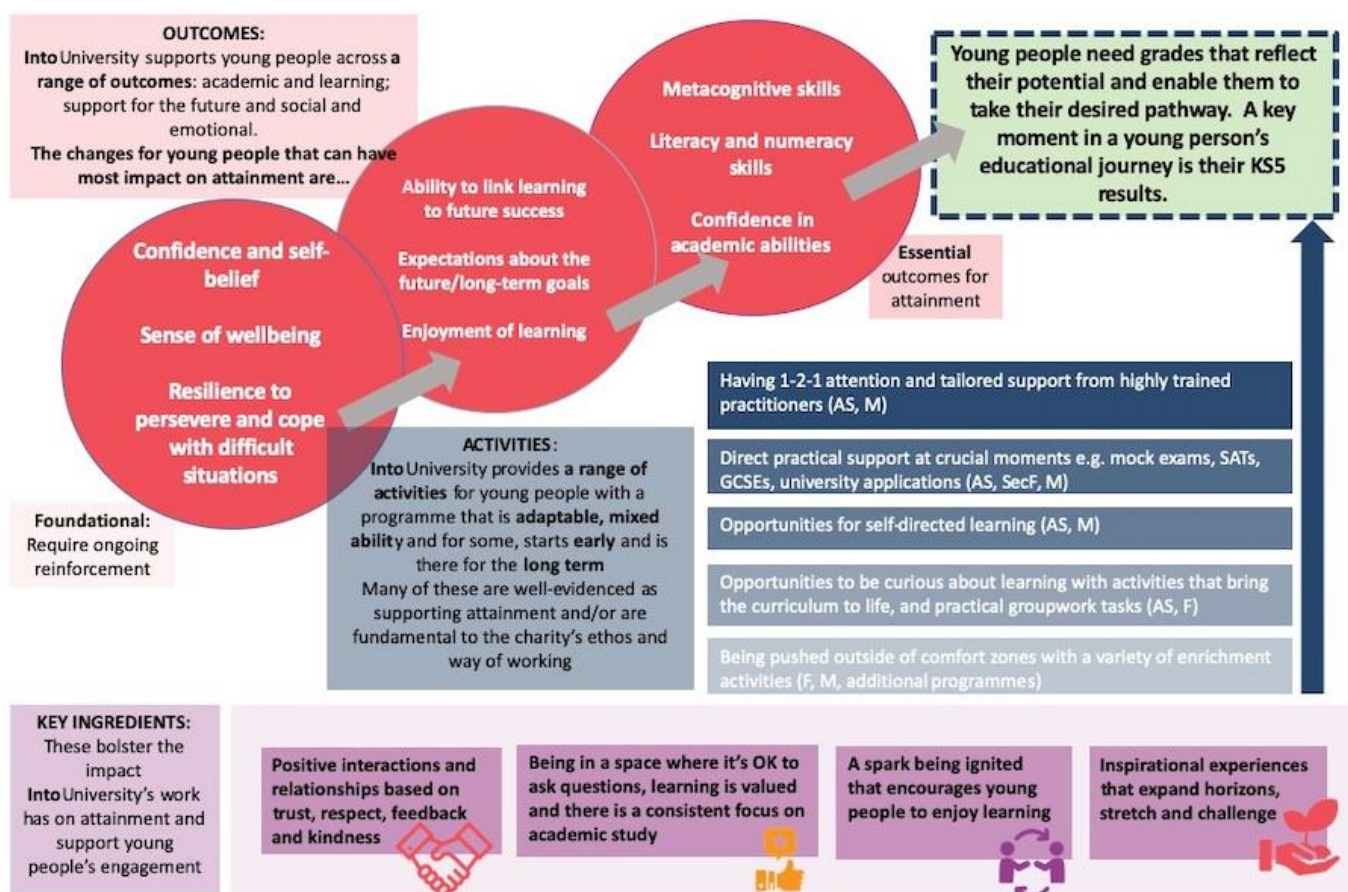 OUTCOMES:
IntoUniversity supports young people across a
range of outcomes: academic and learning;
support for the future and social and
emotional.
The changes for young people that can have
most impact on attainment are...
Confidence and self-
belief
Sense of wellbeing
Resilience to
persevere and cope
with difficult
situations
Foundational:
Require ongoing
reinforcement
Ability to link learning
to future success
Expectations about the
future/long-term goals
Enjoyment of learning
Metacognitive skills
Literacy and numeracy
skills
Confidence in
academic abilities
Essential
outcomes for
attainment
Young people need grades that reflect
their potential and enable them to
take their desired pathway. A key
moment in a young person's
educational journey is their KS5
results.
ACTIVITIES:
IntoUniversity provides a range of
activities for young people with a
programme that is adaptable, mixed
ability and for some, starts early and is
there for the long term
Many of these are well-evidenced as
supporting attainment and/or are
fundamental to the charity's ethos and
way of working
Having 1-2-1 attention and tailored support from highly trained
practitioners (AS, M)
Direct practical support at crucial moments e.g. mock exams, SATs,
GCSEs, university applications (AS, SecF, M)
Opportunities for self-directed learning (AS, M)
Opportunities to be curious about learning with activities that bring
the curriculum to life, and practical groupwork tasks (AS, F)
Being pushed outside of comfort zones with a variety of enrichment
activities (F, M, additional programmes)
KEY INGREDIENTS:
These bolster the
impact
IntoUniversity's work
has on attainment and
support young
people's engagement
Positive interactions and
relationships based on
trust, respect, feedback
and kindness
Being in a space where it's OK to
ask questions, learning is valued
and there is a consistent focus on
academic study
A spark being ignited
that encourages young
people to enjoy learning
Inspirational experiences
that expand horizons,
stretch and challenge